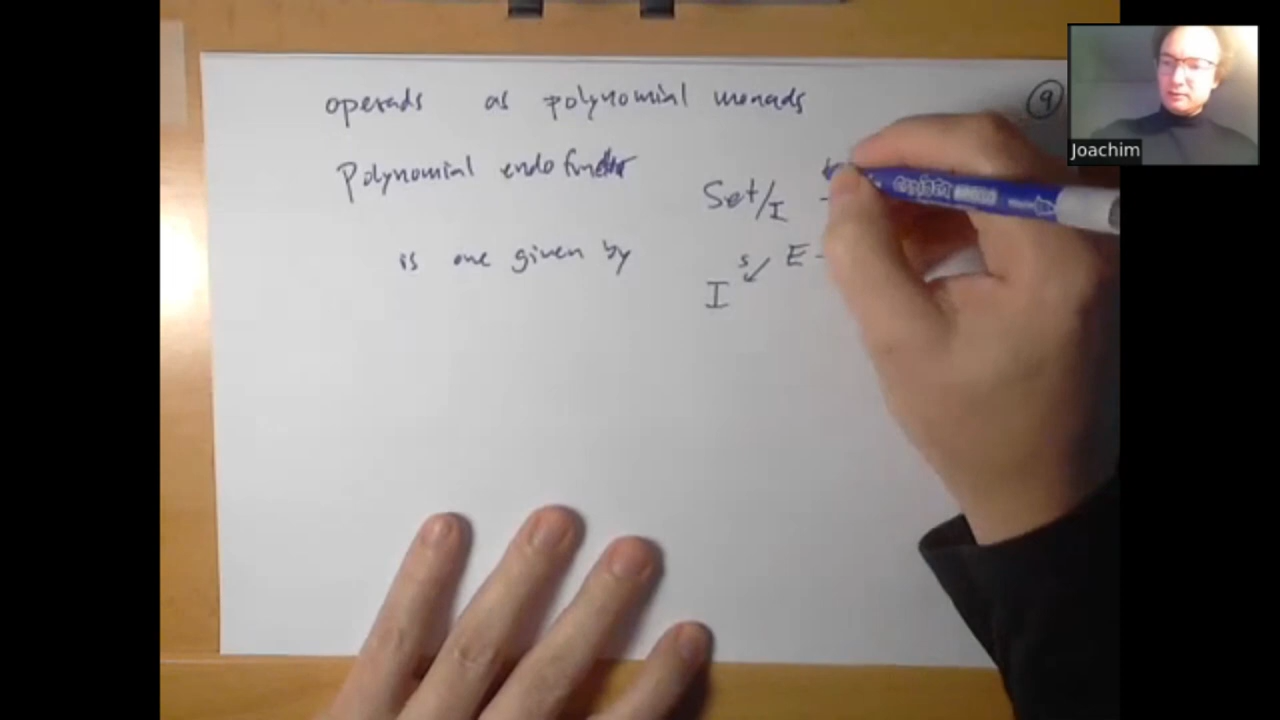 operads as polynomial monads
9
Joachim
Polynomial endofunctor
Set/I
is one given by
s E
I